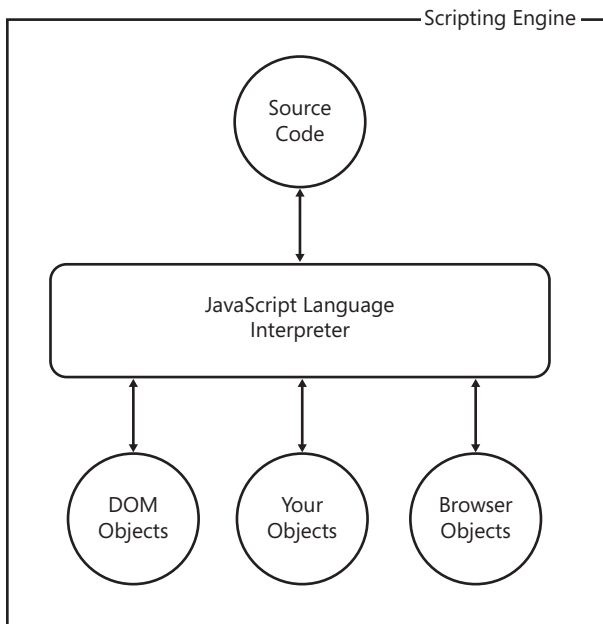 Scripting Engine
Source
Code
JavaScript Language
Interpreter
DOM
Objects
Your
Objects
Browser
Objects